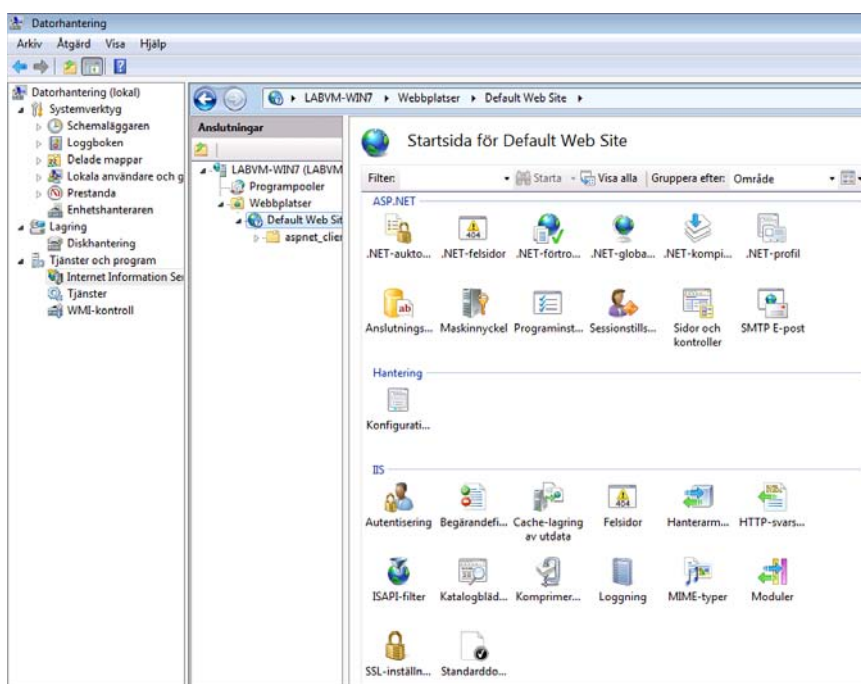 Datorhantering
Arkiv Åtgärd Visa Hjälp
Datorhantering (lokal)
Systemverktyg
Schemaläggaren
Loggboken
Delade mappar
Lokala användare och g
Prestanda
Enhetshanteraren
Lagring
Diskhantering
Tjänster och program
Internet Information Ser
Tjänster
WMI-kontroll
LABVM-WIN7 Webbplatser Default Web Site
Anslutningar
LABVM-WIN7 (LABVM
Programpooler
Webbplatser
Default Web Sit
aspnet_clier
Startsida för Default Web Site
Filter: Starta Visa alla Gruppera efter: Område
ASP.NET
.NET-aukto... .NET-felsidor .NET-förtro... .NET-globa... .NET-kompi... .NET-profil
Anslutnings... Maskinnyckel Programinst... Sessionstills... Sidor och kontroller SMTP E-post
Hantering
Konfigurati...
IIS
Autentisering Begärandefi... Cache-lagring av utdata Felsidor Hanterarm... HTTP-svars...
ISAPI-filter Katalogbläd... Komprimer... Loggning MIME-typer Moduler
SSL-inställn... Standarddo...